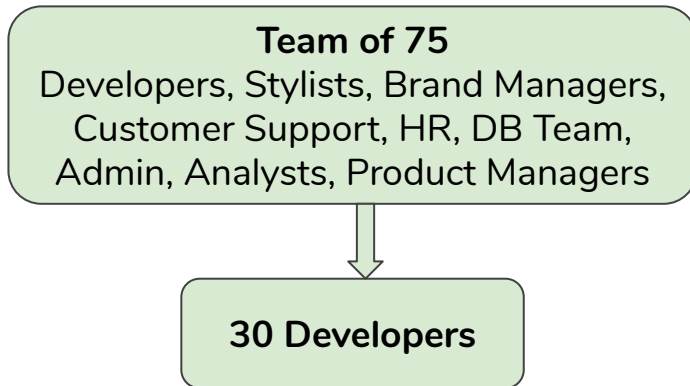 Team of 75
Developers, Stylists, Brand Managers,
Customer Support, HR, DB Team,
Admin, Analysts, Product Managers
30 Developers